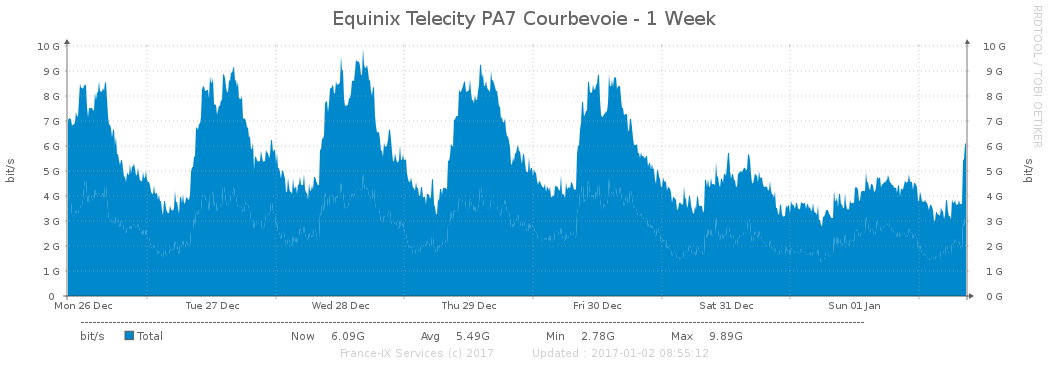 Equinix Telecity PA7 Courbevoie - 1 Week
RRDTOOL / TOBI OETIKER
bit/s
10 G
9 G
8 G
7 G
6 G
5 G
4 G
3 G
2 G
1 G
0
10 G
9 G
8 G
7 G
6 G
5 G
4 G
3 G
2 G
1 G
0 G
bit/s
Mon 26 Dec Tue 27 Dec Wed 28 Dec Thu 29 Dec Fri 30 Dec Sat 31 Dec Sun 01 Jan
bit/s Total Now 6.09G Avg 5.49G Min 2.78G Max 9.89G
France-IX Services (c) 2017 Updated : 2017-01-02 08:55:12